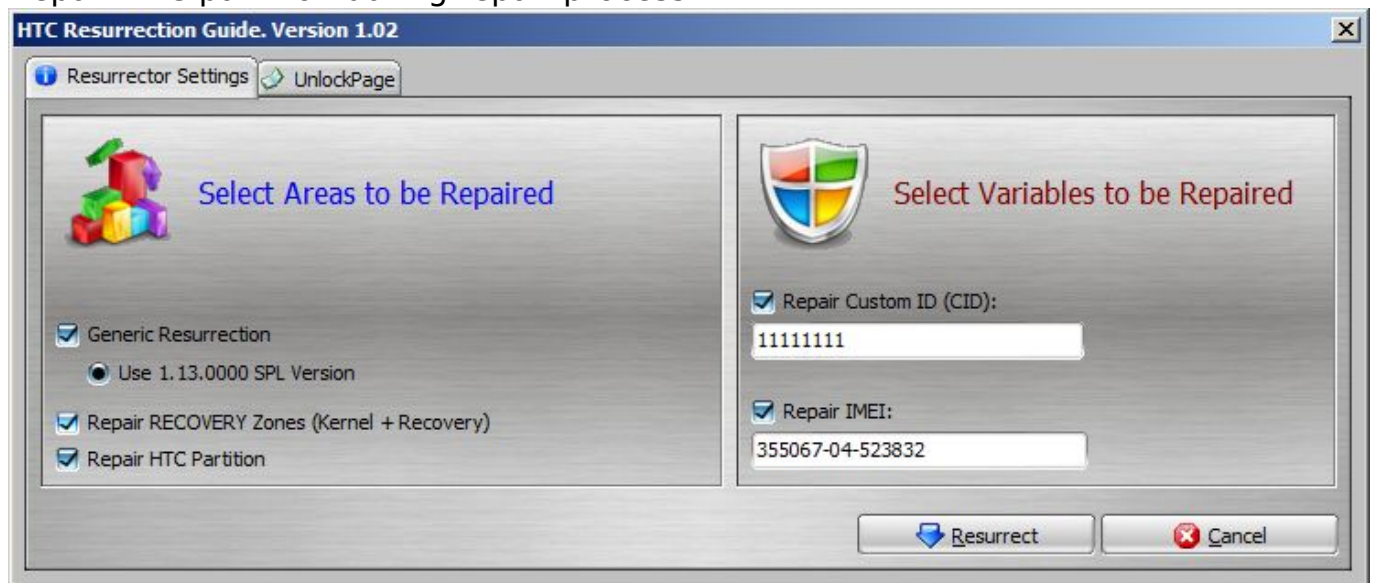 HTC Resurrection Guide. Version 1.02
Resurrector Settings
UnlockPage
Select Areas to be Repaired
Generic Resurrection
Use 1.13.0000 SPL Version
Repair RECOVERY Zones (Kernel + Recovery)
Repair HTC Partition
Select Variables to be Repaired
Repair Custom ID (CID):
11111111
Repair IMEI:
355067-04-523832
Resurrect
Cancel